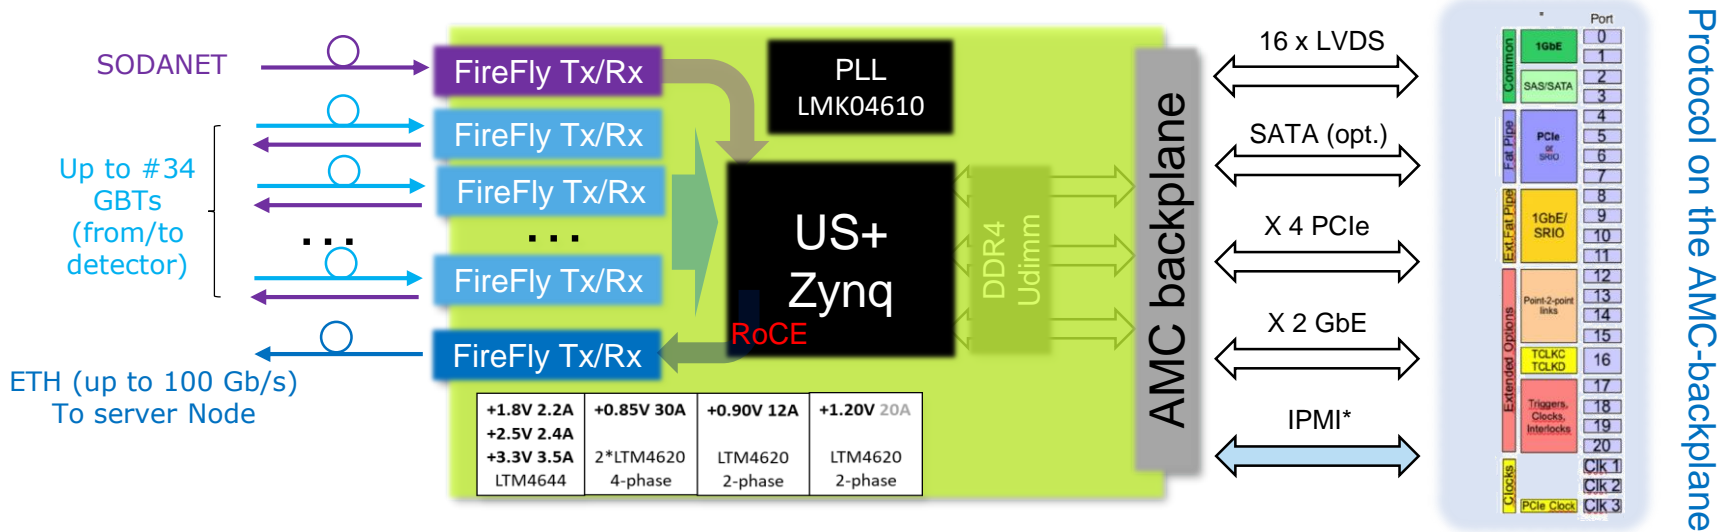 SODANET
Up to #34
GBTs
(from/to
detector)
...
ETH (up to 100 Gb/s)
To server Node
FireFly Tx/Rx
FireFly Tx/Rx
FireFly Tx/Rx
...
FireFly Tx/Rx
FireFly Tx/Rx
PLL
LMK04610
US+
Zynq
RoCE
DDR4
Udimm
+1.8V 2.2A
+2.5V 2.4A
+3.3V 3.5A
LTM4644
+0.85V 30A
2*LTM4620
4-phase
+0.90V 12A
LTM4620
2-phase
+1.20V 20A
LTM4620
2-phase
AMC backplane
16 x LVDS
SATA (opt.)
X 4 PCIe
X 2 GbE
IPMI*
*
Port
Common
1GbE
0
1
SAS/SATA
2
3
Fat Pipe
PCIe
or
SRIO
4
5
6
7
Ext.Fat Pipe
1GbE/
SRIO
8
9
10
11
Extended Options
Point-2-point
links
12
13
14
15
TCLKC
TCLKD
16
Triggers,
Clocks,
Interlocks
17
18
19
20
Clocks
Clk 1
Clk 2
PCIe Clock
Clk 3
Protocol on the AMC-backplane